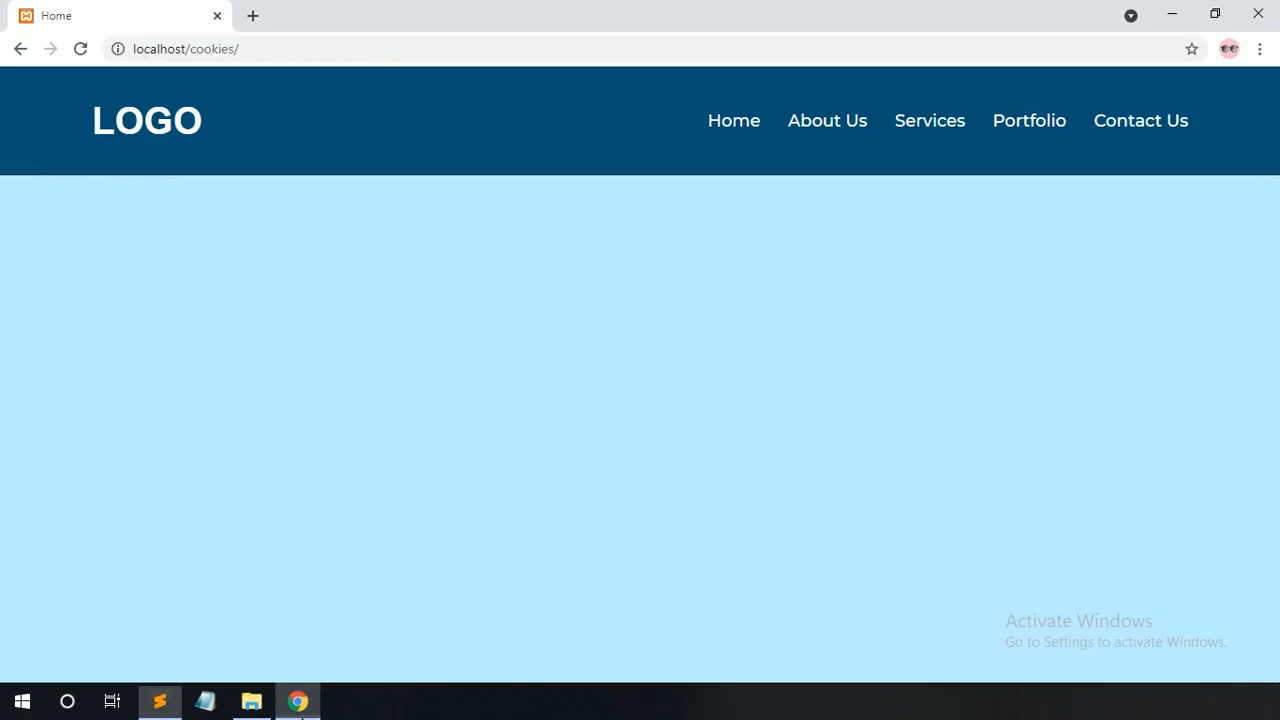 Home
localhost/cookies/
LOGO
Home About Us Services Portfolio Contact Us
Activate Windows
Go to Settings to activate Windows.